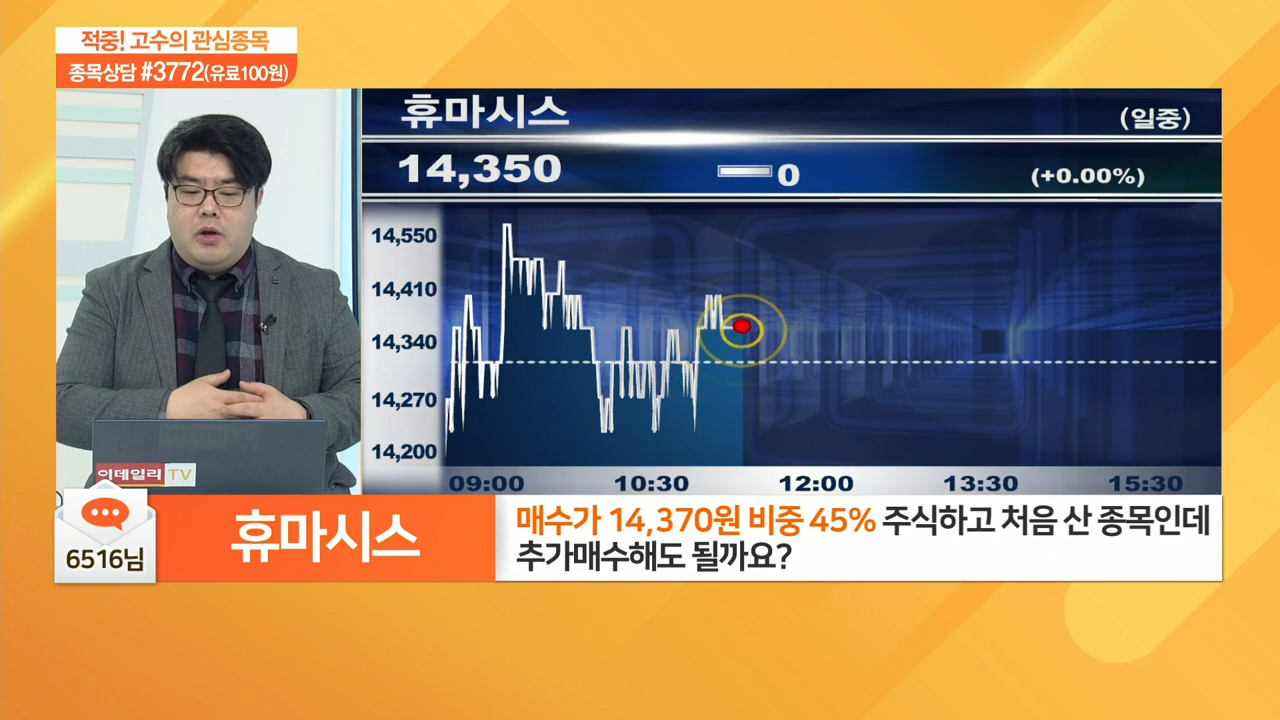 적중! 고수의 관심종목
종목상담 #3772(유료100원)
휴마시스
(일중)
14,350
0
(+0.00%)
14,550
14,410
14,340
14,270
14,200
09:00
10:30
12:00
13:30
15:30
이데일리 TV
6516님
휴마시스
매수가 14,370원 비중 45% 주식하고 처음 산 종목인데
추가매수해도 될까요?